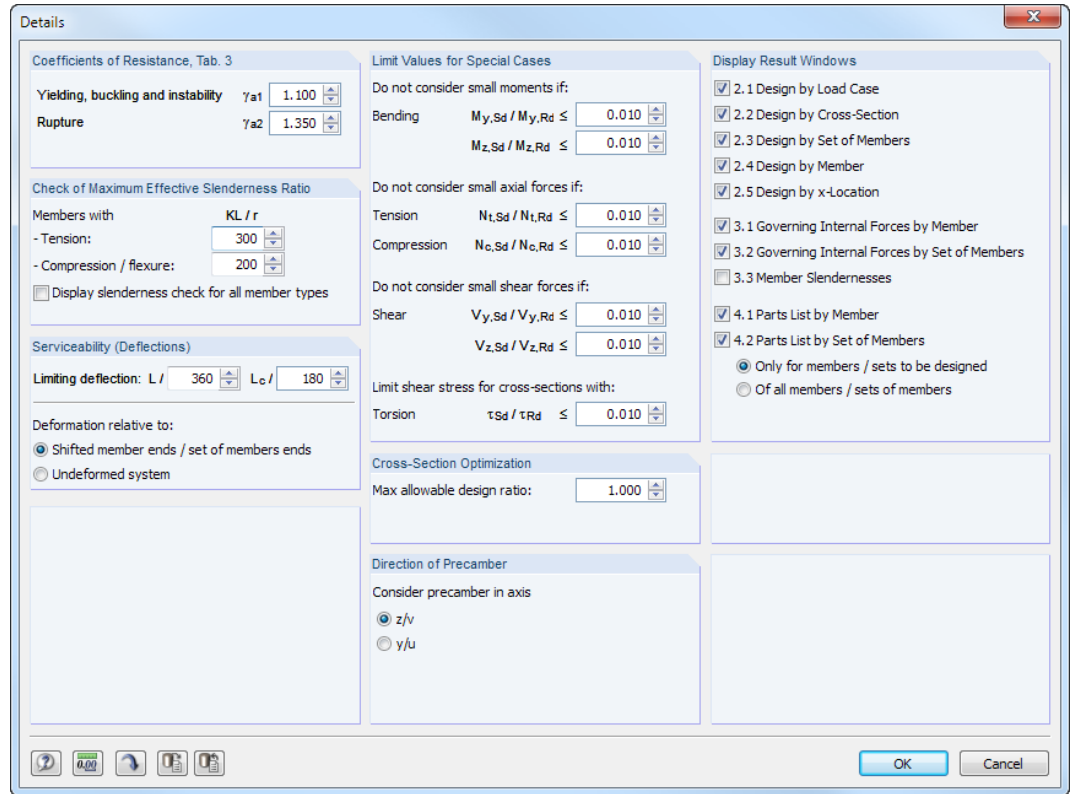 Details
Coefficients of Resistance, Tab. 3
Yielding, buckling and instability γa1 1.100
Rupture γa2 1.350
Check of Maximum Effective Slenderness Ratio
Members with KL / r
- Tension: 300
- Compression / flexure: 200
Display slenderness check for all member types
Serviceability (Deflections)
Limiting deflection: L / 360 Lc / 180
Deformation relative to:
Shifted member ends / set of members ends
Undeformed system
Limit Values for Special Cases
Do not consider small moments if:
Bending My,Sd / My,Rd ≤ 0.010
Mz,Sd / Mz,Rd ≤ 0.010
Do not consider small axial forces if:
Tension Nt,Sd / Nt,Rd ≤ 0.010
Compression Nc,Sd / Nc,Rd ≤ 0.010
Do not consider small shear forces if:
Shear Vy,Sd / Vy,Rd ≤ 0.010
Vz,Sd / Vz,Rd ≤ 0.010
Limit shear stress for cross-sections with:
Torsion τSd / τRd ≤ 0.010
Cross-Section Optimization
Max allowable design ratio: 1.000
Direction of Precamber
Consider precamber in axis
z/v
y/u
Display Result Windows
2.1 Design by Load Case
2.2 Design by Cross-Section
2.3 Design by Set of Members
2.4 Design by Member
2.5 Design by x-Location
3.1 Governing Internal Forces by Member
3.2 Governing Internal Forces by Set of Members
3.3 Member Slendernesses
4.1 Parts List by Member
4.2 Parts List by Set of Members
Only for members / sets to be designed
Of all members / sets of members
0.00
OK
Cancel